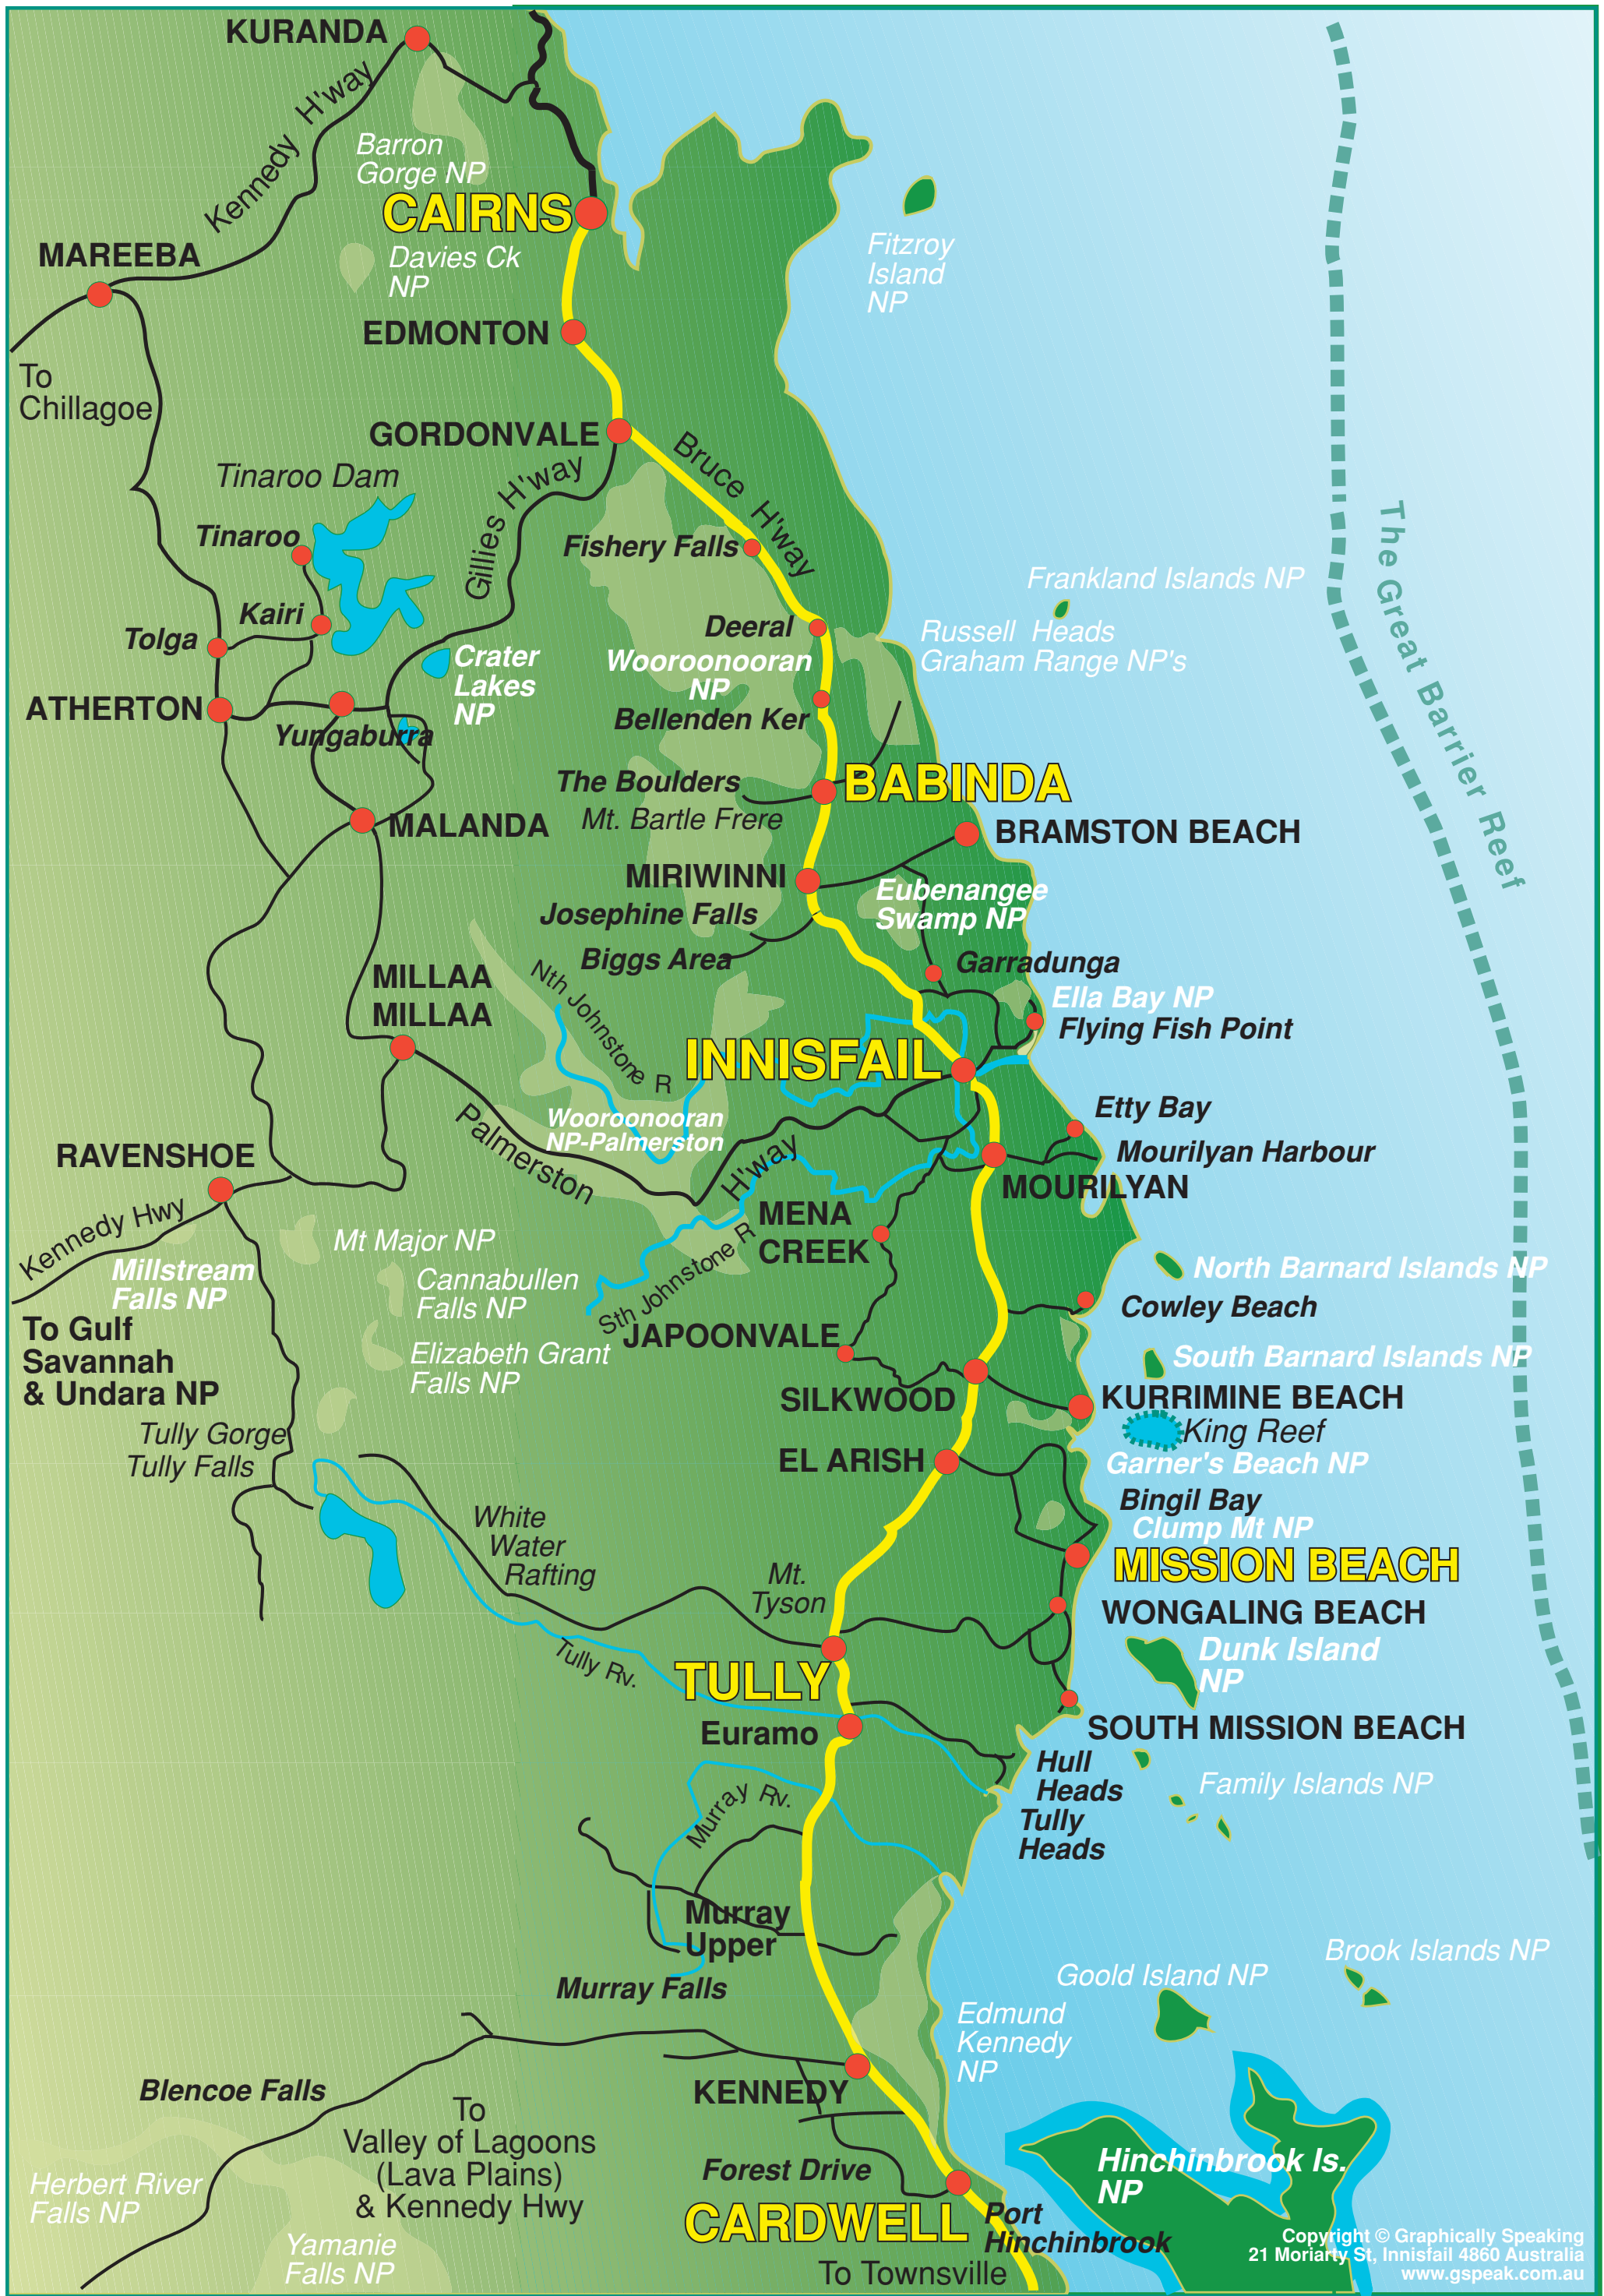 KURANDA
Kennedy H'way
Barron
Gorge NP
CAIRNS
MAREEBA
Davies Ck
NP
Fitzroy
Island
NP
EDMONTON
To
Chillagoe
GORDONVALE
Bruce H'way
Gillies H'way
Tinaroo Dam
Tinaroo
Fishery Falls
The Great Barrier Reef
Frankland Islands NP
Kairi
Tolga
Deeral
Russell Heads
Graham Range NP's
Crater
Lakes
NP
Wooroonooran
NP
ATHERTON
Bellenden Ker
Yungaburra
The Boulders
BABINDA
Mt. Bartle Frere
MALANDA
BRAMSTON BEACH
MIRIWINNI
Eubenangee
Swamp NP
Josephine Falls
Biggs Area
Garradunga
MILLAA
MILLAA
Nth Johnstone R
Ella Bay NP
Flying Fish Point
INNISFAIL
Wooroonooran
NP-Palmerston
Palmerston H'way
Etty Bay
Mourilyan Harbour
RAVENSHOE
MOURILYAN
Kennedy Hwy
MENA
CREEK
Mt Major NP
Millstream
Falls NP
Cannabullen
Falls NP
Sth Johnstone R
North Barnard Islands NP
Cowley Beach
To Gulf
Savannah
& Undara NP
JAPOONVALE
Elizabeth Grant
Falls NP
South Barnard Islands NP
SILKWOOD
KURRIMINE BEACH
King Reef
Tully Gorge
Tully Falls
EL ARISH
Garner's Beach NP
Bingil Bay
Clump Mt NP
White
Water
Rafting
MISSION BEACH
Mt.
Tyson
WONGALING BEACH
Dunk Island
NP
Tully Rv.
TULLY
Euramo
SOUTH MISSION BEACH
Hull
Heads
Family Islands NP
Tully
Heads
Murray Rv.
Murray
Upper
Murray Falls
Brook Islands NP
Goold Island NP
Edmund
Kennedy
NP
KENNEDY
Blencoe Falls
To
Valley of Lagoons
(Lava Plains)
& Kennedy Hwy
Herbert River
Falls NP
Yamanie
Falls NP
Forest Drive
CARDWELL
Port
Hinchinbrook
Hinchinbrook Is.
NP
To Townsville
Copyright © Graphically Speaking
21 Moriarty St, Innisfail 4860 Australia
www.gspeak.com.au